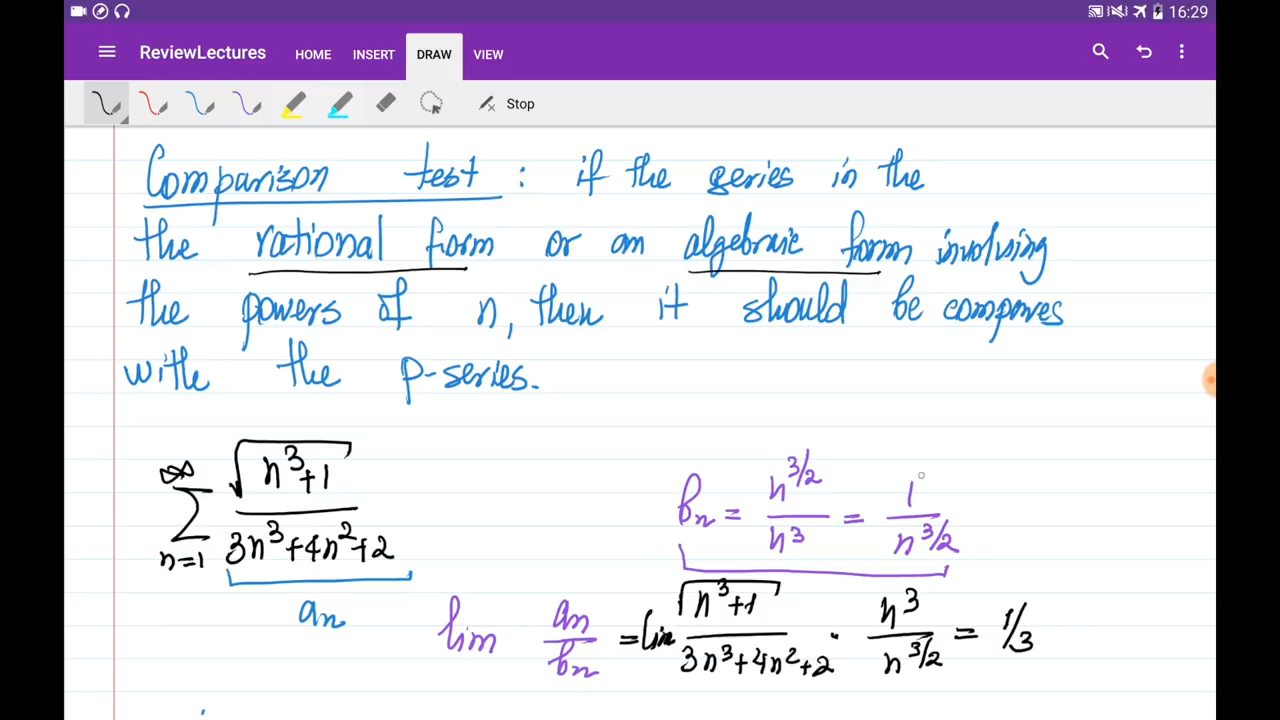 16:29
ReviewLectures HOME INSERT DRAW VIEW
Stop
Comparison test : if the series in the
the rational form or an algebraic form involving
the powers of n, then it should be compares
with the p-series.
∞ ∑ n=1 √(n³+1) / (3n³+4n²+2)
bₙ = n^{3/2} / n³ = 1 / n^{3/2}
aₙ
lim aₙ/bₙ = lim √(n³+1) / (3n³+4n²+2) · n³ / n^{3/2} = 1/3